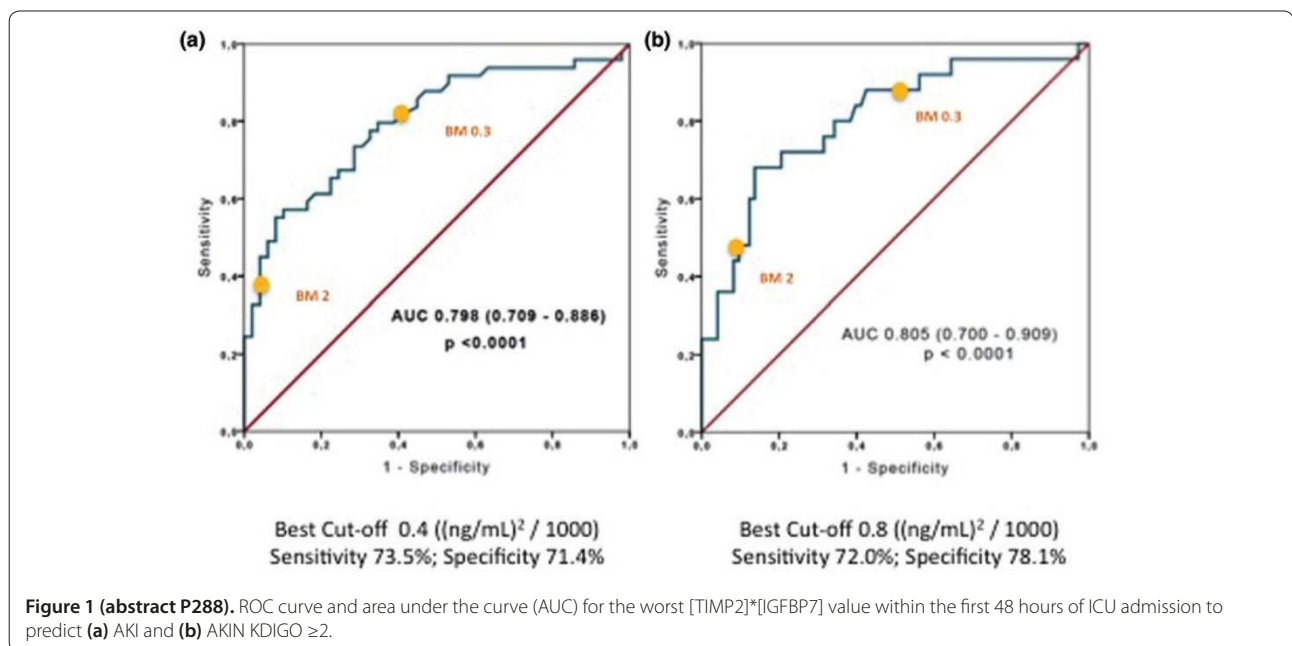 (a)
1,0
0,8
0,6
0,4
0,2
0,0
Sensitivity
BM 0.3
BM 2
AUC 0.798 (0.709 - 0.886)
p <0.0001
0,0 0,2 0,4 0,6 0,8 1,0
1 - Specificity
Best Cut-off 0.4 ((ng/mL)² / 1000)
Sensitivity 73.5%; Specificity 71.4%
(b)
1,0
0,8
0,6
0,4
0,2
0,0
Sensitivity
BM 0.3
BM 2
AUC 0.805 (0.700 - 0.909)
p < 0.0001
0,0 0,2 0,4 0,6 0,8 1,0
1 - Specificity
Best Cut-off 0.8 ((ng/mL)² / 1000)
Sensitivity 72.0%; Specificity 78.1%
Figure 1 (abstract P288). ROC curve and area under the curve (AUC) for the worst [TIMP2]*[IGFBP7] value within the first 48 hours of ICU admission to
predict (a) AKI and (b) AKIN KDIGO ≥2.